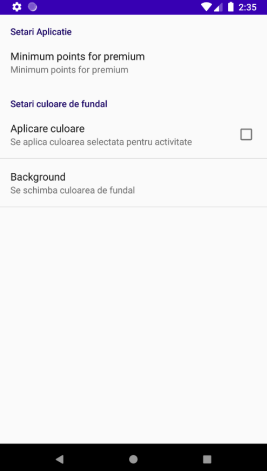 2:35
Setari Aplicatie
Minimum points for premium
Minimum points for premium
Setari culoare de fundal
Aplicare culoare
Se aplica culoarea selectata pentru activitate
Background
Se schimba culoarea de fundal